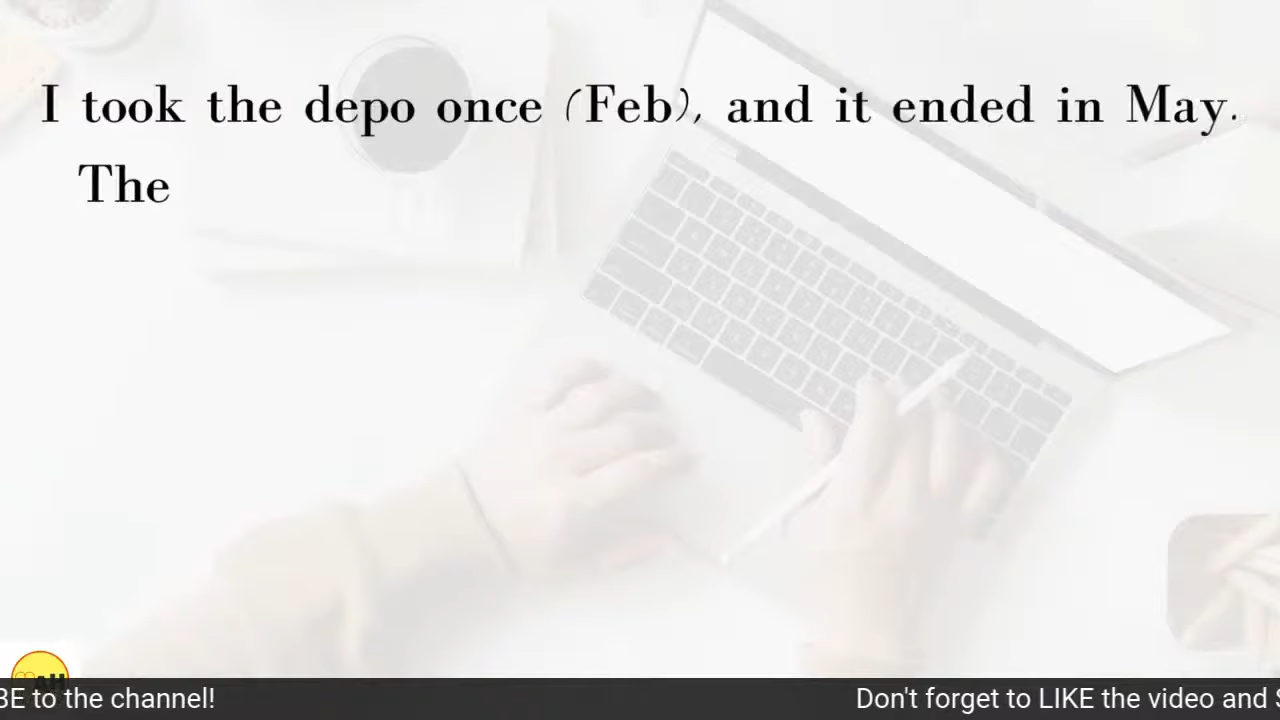 I took the depo once (Feb), and it ended in May.
The
AH
BE to the channel!
Don't forget to LIKE the video and S